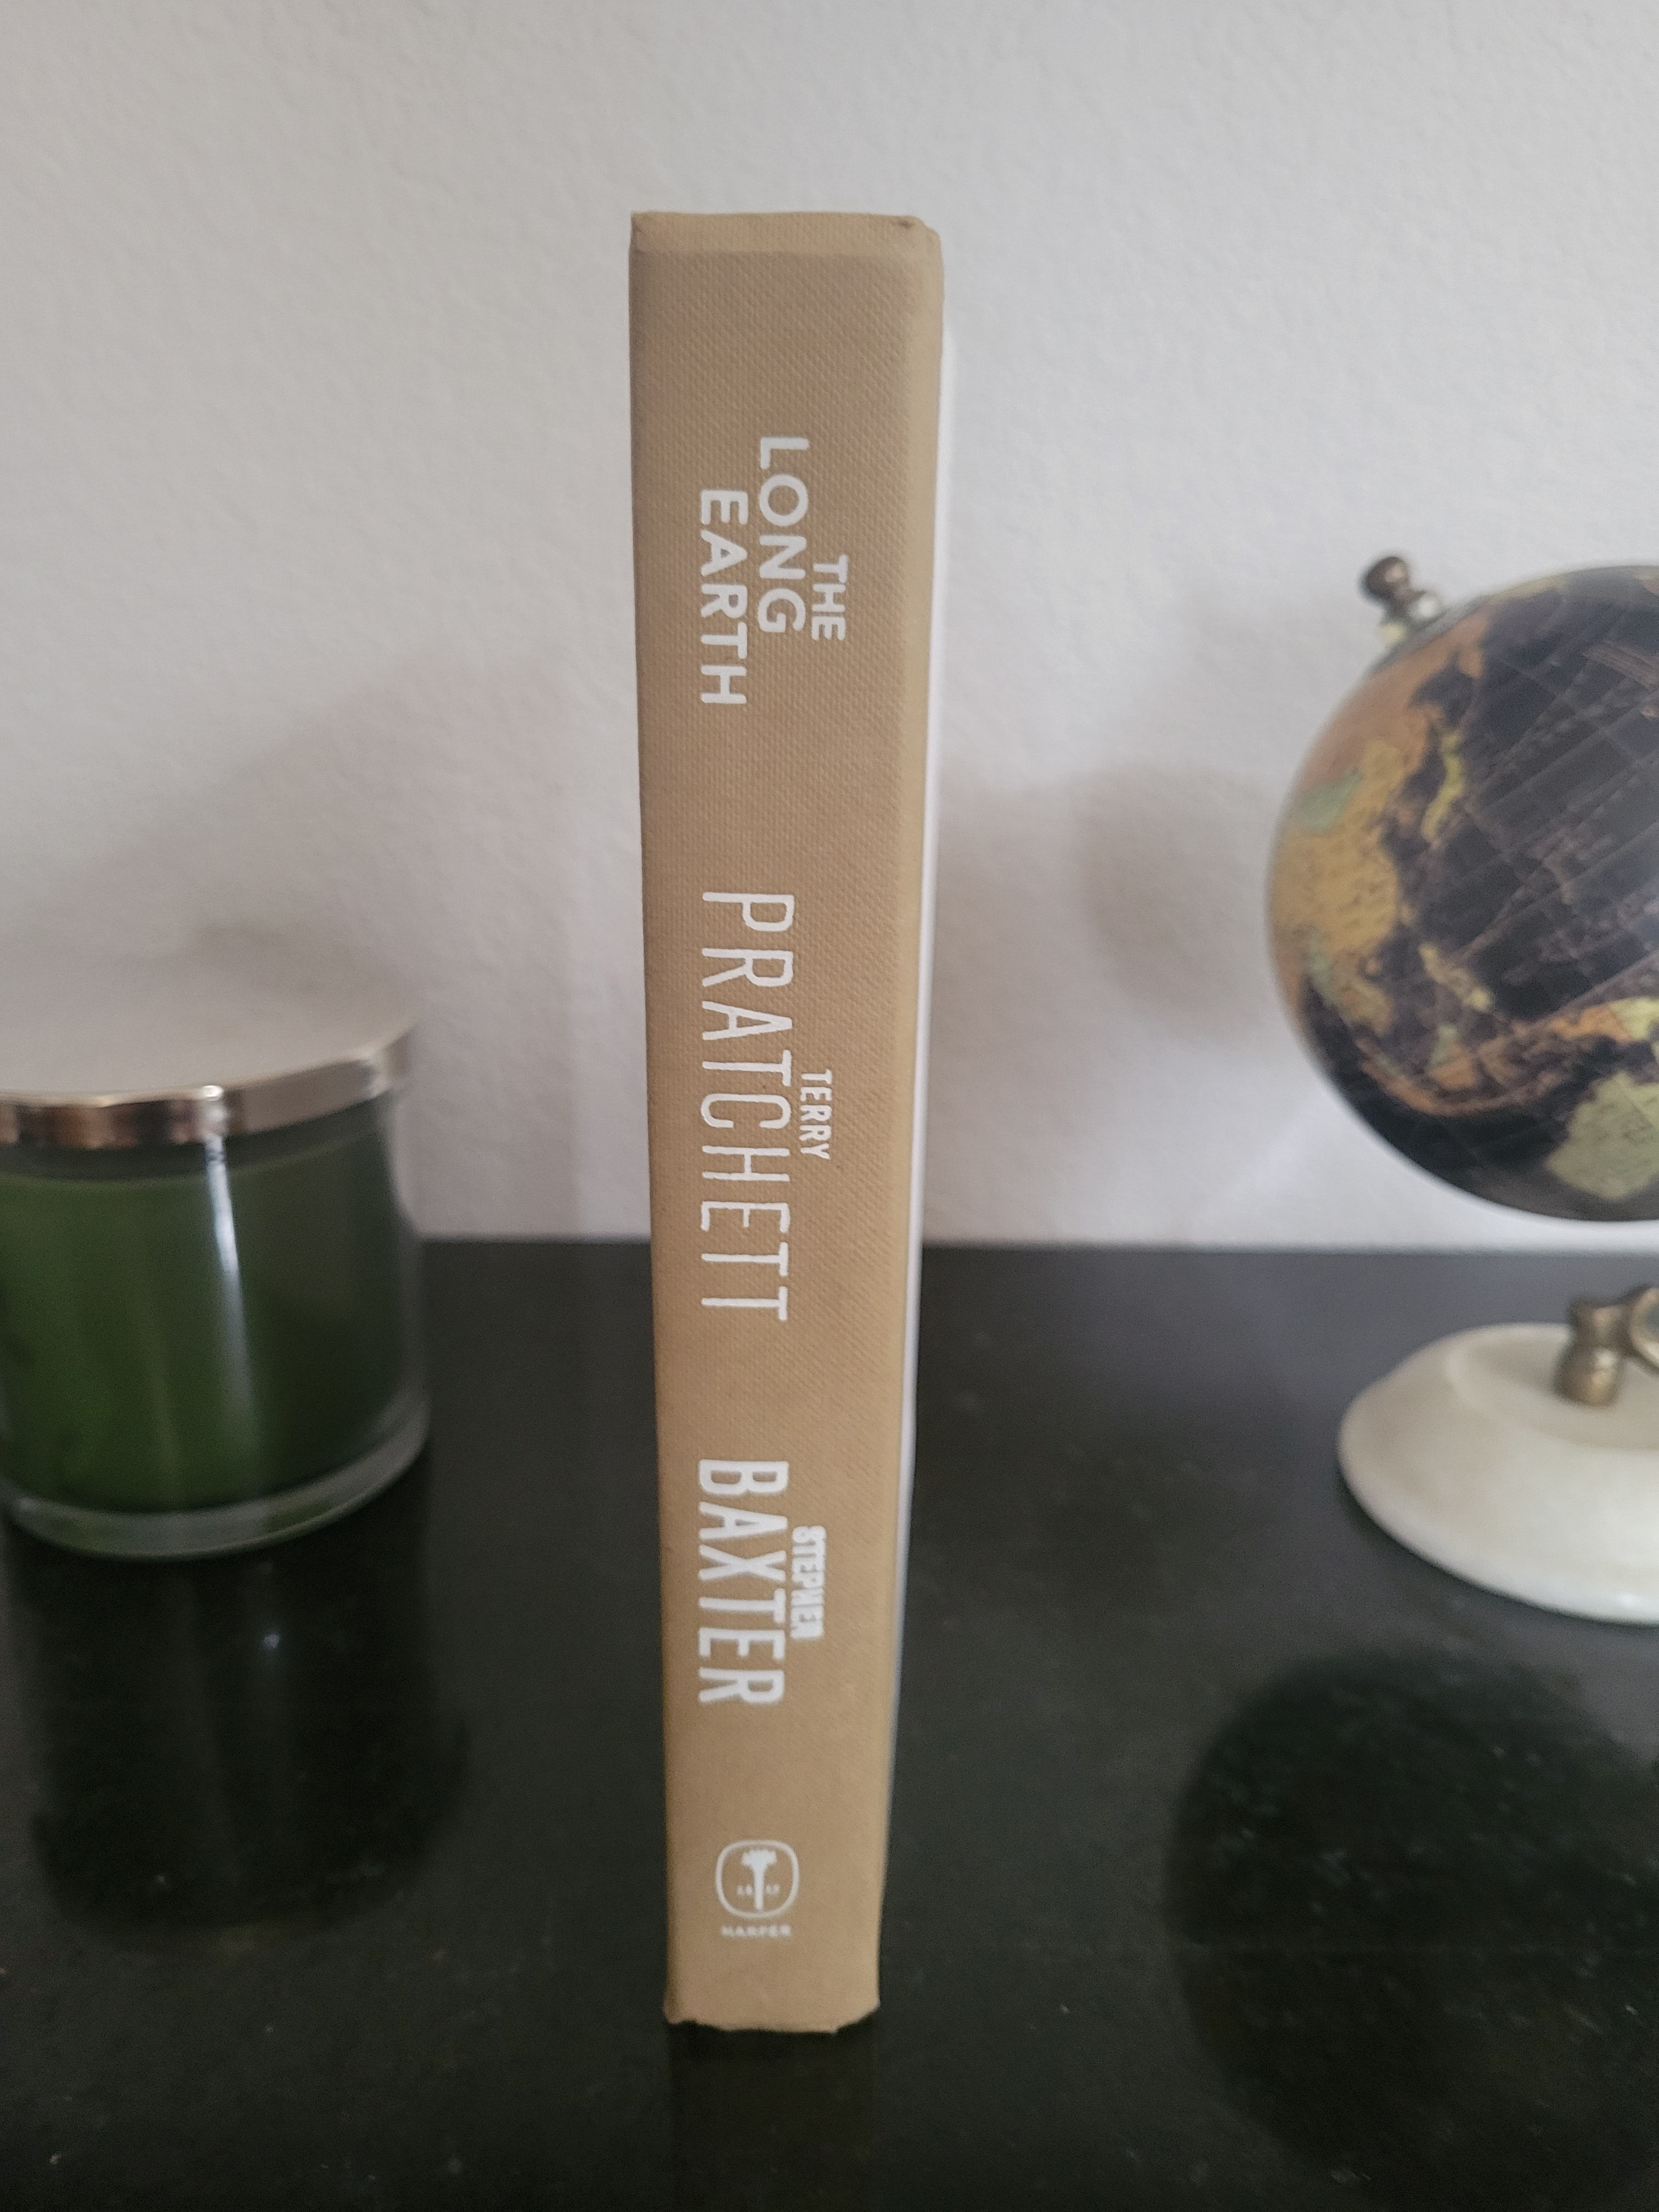 THE
LONG
EARTH
TERRY
PRATCHETT
STEPHEN
BAXTER
HARPER